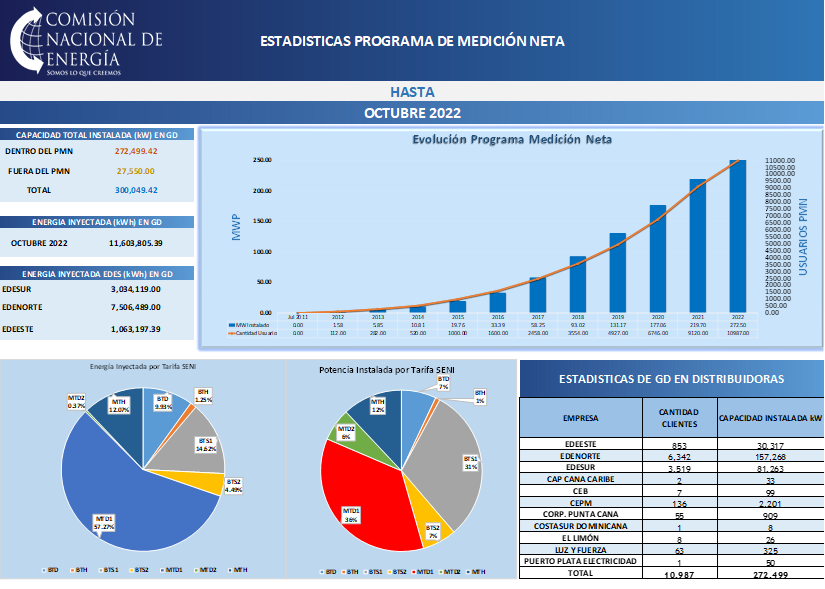 COMISIÓN
NACIONAL DE
ENERGÍA
SOMOS LO QUE CREEMOS
ESTADISTICAS PROGRAMA DE MEDICIÓN NETA
HASTA
OCTUBRE 2022
CAPACIDAD TOTAL INSTALADA (kW) EN GD
DENTRO DEL PMN 272,499.42
FUERA DEL PMN 27,550.00
TOTAL 300,049.42
ENERGIA INYECTADA (kWh) EN GD
OCTUBRE 2022 11,603,805.39
ENERGIA INYECTADA EDES (kWh) EN GD
EDESUR 3,034,119.00
EDENORTE 7,506,489.00
EDEESTE 1,063,197.39
Evolución Programa Medición Neta
MWP
250.00
200.00
150.00
100.00
50.00
0.00
11000.00
10500.00
10000.00
9500.00
9000.00
8500.00
8000.00
7500.00
7000.00
6500.00
6000.00
5500.00
5000.00
4500.00
4000.00
3500.00
3000.00
2500.00
2000.00
1500.00
1000.00
500.00
0.00
USUARIOS PMN
Jul 2011 2012 2013 2014 2015 2016 2017 2018 2019 2020 2021 2022
MW Instalado 0.00 1.58 5.85 10.81 19.76 33.39 58.25 93.02 131.17 177.06 219.70 272.50
Cantidad Usuario 0.00 112.00 282.00 520.00 1000.00 1600.00 2458.00 3554.00 4927.00 6746.00 9120.00 10987.00
Energía Inyectada por Tarifa SENI
MTD2
0.37%
MTH
12.07%
BTD
9.93%
BTH
1.25%
BTS1
14.62%
BTS2
4.49%
MTD1
57.27%
BTD BTH BTS1 BTS2 MTD1 MTD2 MTH
Potencia Instalada por Tarifa SENI
BTD
7%
BTH
1%
MTH
12%
MTD2
6%
BTS1
31%
MTD1
36%
BTS2
7%
BTD BTH BTS1 BTS2 MTD1 MTD2 MTH
ESTADISTICAS DE GD EN DISTRIBUIDORAS
EMPRESA CANTIDAD CLIENTES CAPACIDAD INSTALADA kW
EDEESTE 853 30,317
EDENORTE 6,342 157,268
EDESUR 3,519 81,263
CAP CANA CARIBE 2 33
CEB 7 99
CEPM 136 2,201
CORP. PUNTA CANA 55 909
COSTASUR DOMINICANA 1 8
EL LIMÓN 8 26
LUZ Y FUERZA 63 325
PUERTO PLATA ELECTRICIDAD 1 50
TOTAL 10,987 272,499